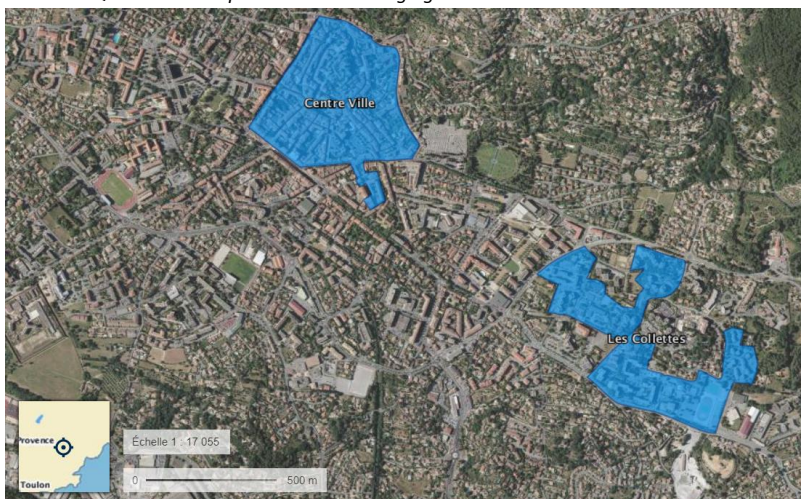 Centre Ville
Les Collettes
Provence
Toulon
Échelle 1 : 17 055
0
500 m